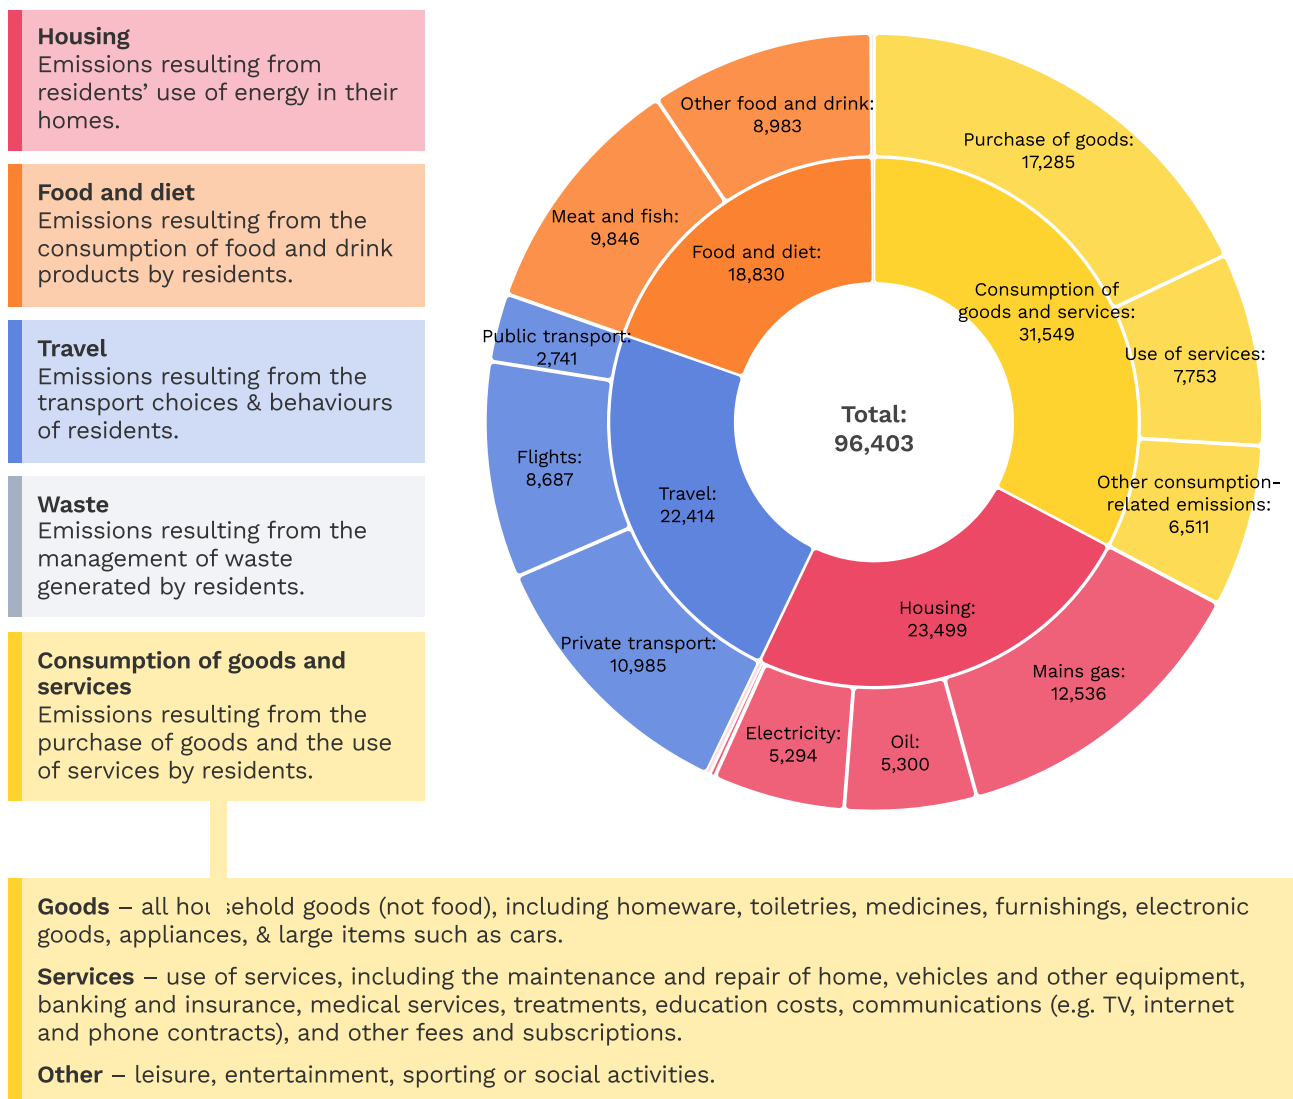 Housing
Emissions resulting from
residents’ use of energy in their
homes.
Food and diet
Emissions resulting from the
consumption of food and drink
products by residents.
Travel
Emissions resulting from the
transport choices & behaviours
of residents.
Waste
Emissions resulting from the
management of waste
generated by residents.
Consumption of goods and
services
Emissions resulting from the
purchase of goods and the use
of services by residents.
Other food and drink:
8,983
Purchase of goods:
17,285
Meat and fish:
9,846
Food and diet:
18,830
Consumption of
goods and services:
31,549
Public transport:
2,741
Use of services:
7,753
Total:
96,403
Flights:
8,687
Travel:
22,414
Other consumption-
related emissions:
6,511
Housing:
23,499
Private transport:
10,985
Mains gas:
12,536
Electricity:
5,294
Oil:
5,300
Goods – all household goods (not food), including homeware, toiletries, medicines, furnishings, electronic
goods, appliances, & large items such as cars.
Services – use of services, including the maintenance and repair of home, vehicles and other equipment,
banking and insurance, medical services, treatments, education costs, communications (e.g. TV, internet
and phone contracts), and other fees and subscriptions.
Other – leisure, entertainment, sporting or social activities.